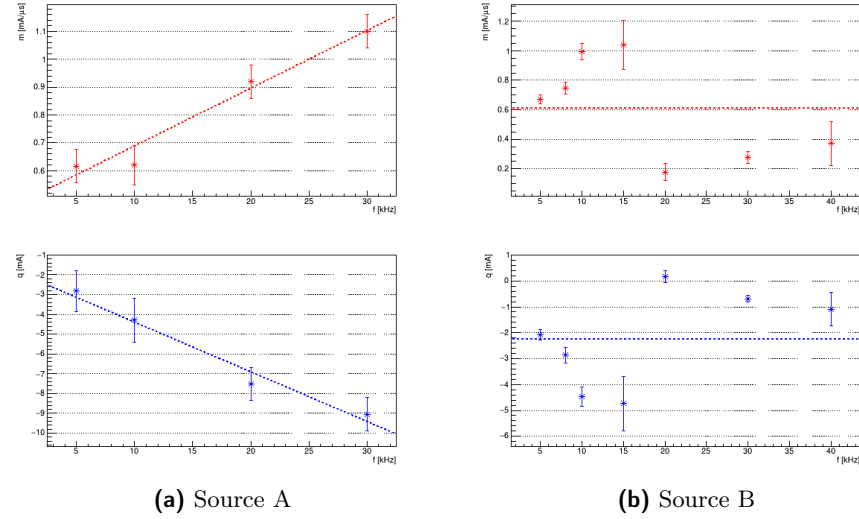 m [mA/μs]
1.1
1
0.9
0.8
0.7
0.6
5 10 15 20 25 30
f [kHz]
m [mA/μs]
1.2
1
0.8
0.6
0.4
0.2
5 10 15 20 25 30 35 40
f [kHz]
q [mA]
−1
−2
−3
−4
−5
−6
−7
−8
−9
−10
5 10 15 20 25 30
f [kHz]
q [mA]
1
0
−1
−2
−3
−4
−5
−6
5 10 15 20 25 30 35 40
f [kHz]
(a) Source A
(b) Source B